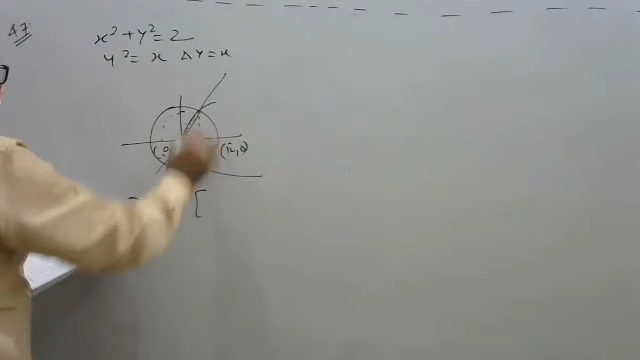 47
x² + y² = 2
y² = x △ y = x
(√2, 0)